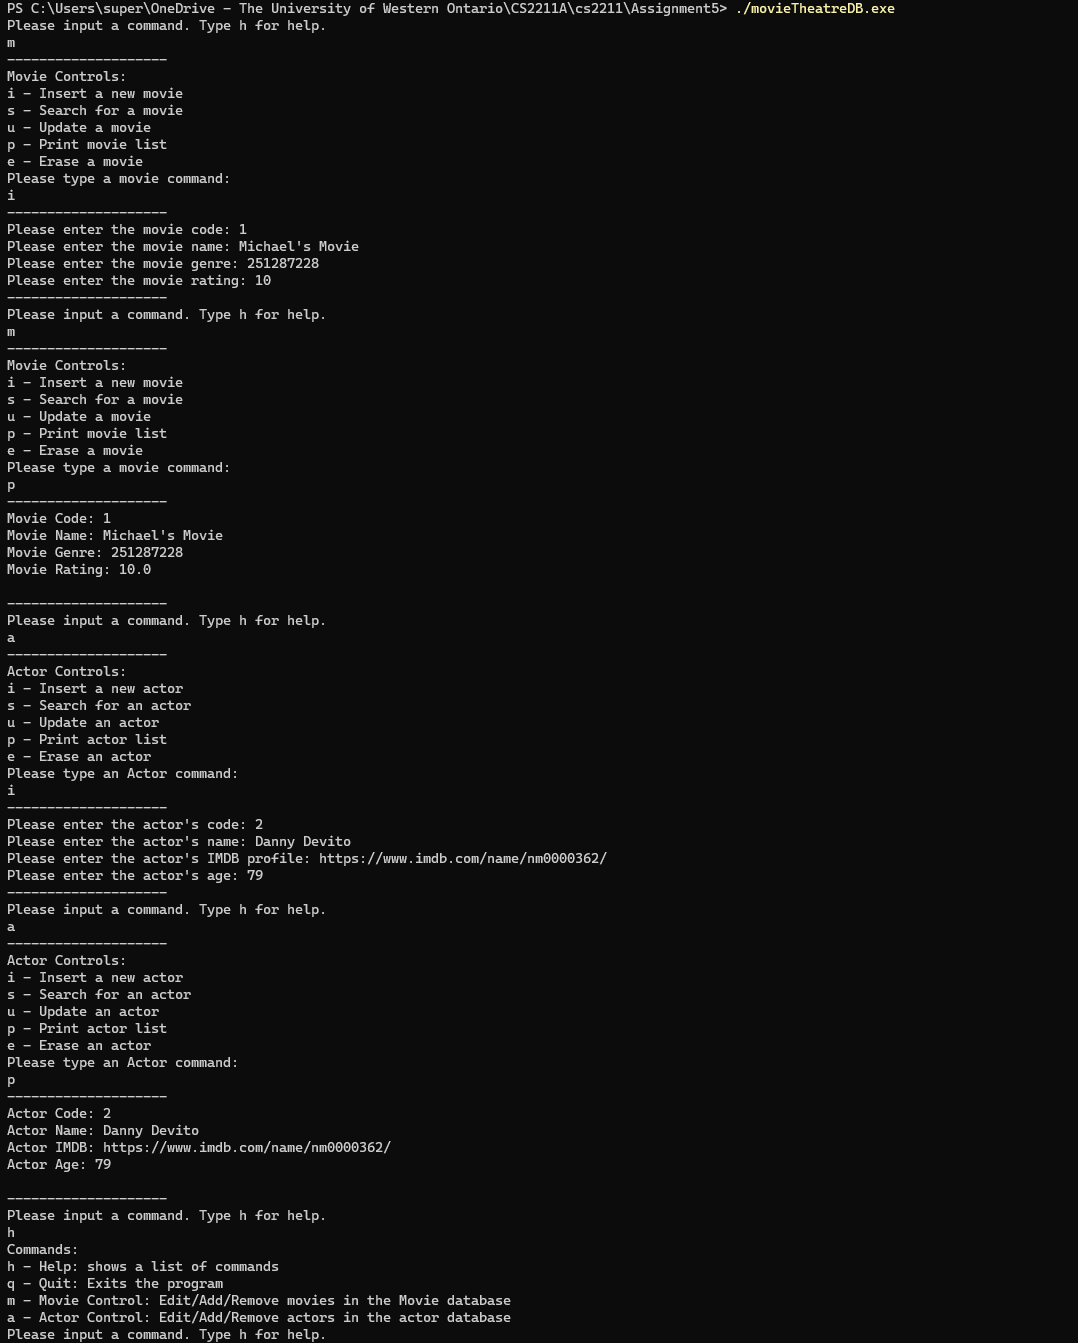 PS C:\Users\super\OneDrive - The University of Western Ontario\CS2211A\cs2211\Assignment5> ./movieTheatreDB.exe
Please input a command. Type h for help.
m
--------------------
Movie Controls:
i - Insert a new movie
s - Search for a movie
u - Update a movie
p - Print movie list
e - Erase a movie
Please type a movie command:
i
--------------------
Please enter the movie code: 1
Please enter the movie name: Michael's Movie
Please enter the movie genre: 251287228
Please enter the movie rating: 10
--------------------
Please input a command. Type h for help.
m
--------------------
Movie Controls:
i - Insert a new movie
s - Search for a movie
u - Update a movie
p - Print movie list
e - Erase a movie
Please type a movie command:
p
--------------------
Movie Code: 1
Movie Name: Michael's Movie
Movie Genre: 251287228
Movie Rating: 10.0

--------------------
Please input a command. Type h for help.
a
--------------------
Actor Controls:
i - Insert a new actor
s - Search for an actor
u - Update an actor
p - Print actor list
e - Erase an actor
Please type an Actor command:
i
--------------------
Please enter the actor's code: 2
Please enter the actor's name: Danny Devito
Please enter the actor's IMDB profile: https://www.imdb.com/name/nm0000362/
Please enter the actor's age: 79
--------------------
Please input a command. Type h for help.
a
--------------------
Actor Controls:
i - Insert a new actor
s - Search for an actor
u - Update an actor
p - Print actor list
e - Erase an actor
Please type an Actor command:
p
--------------------
Actor Code: 2
Actor Name: Danny Devito
Actor IMDB: https://www.imdb.com/name/nm0000362/
Actor Age: 79

--------------------
Please input a command. Type h for help.
h
Commands:
h - Help: shows a list of commands
q - Quit: Exits the program
m - Movie Control: Edit/Add/Remove movies in the Movie database
a - Actor Control: Edit/Add/Remove actors in the actor database
Please input a command. Type h for help.